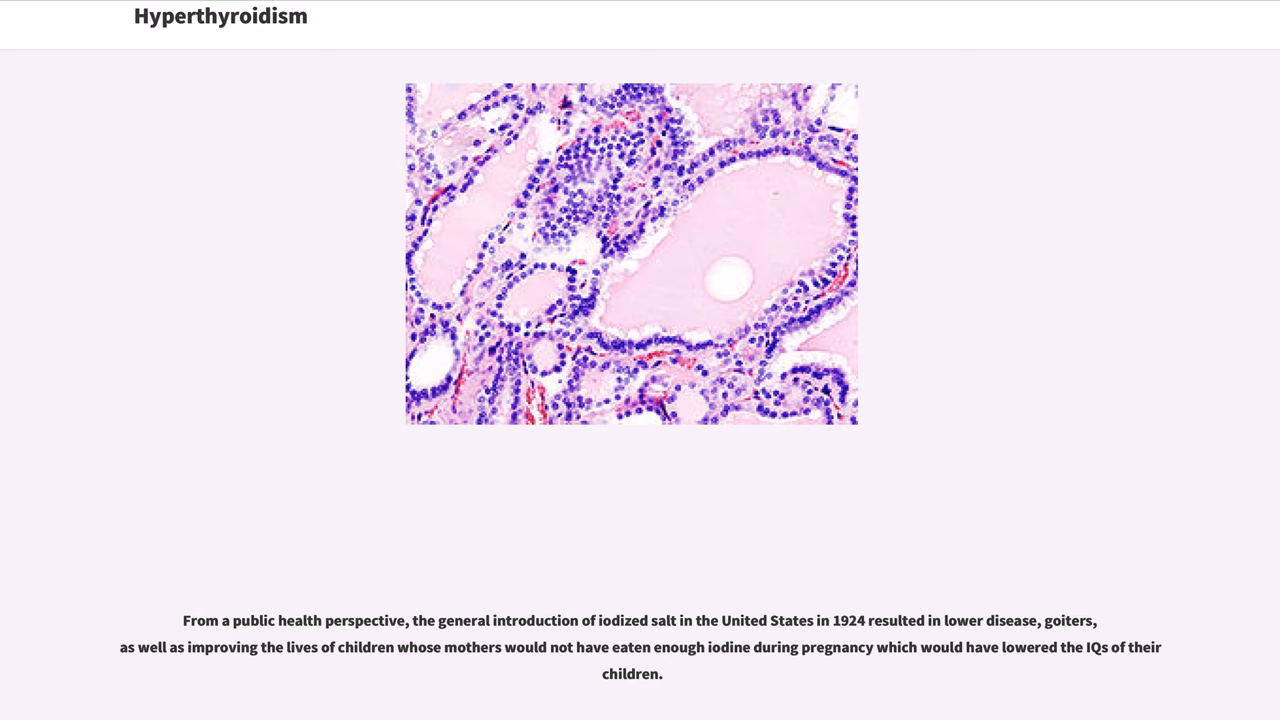 Hyperthyroidism
From a public health perspective, the general introduction of iodized salt in the United States in 1924 resulted in lower disease, goiters,
as well as improving the lives of children whose mothers would not have eaten enough iodine during pregnancy which would have lowered the IQs of their
children.